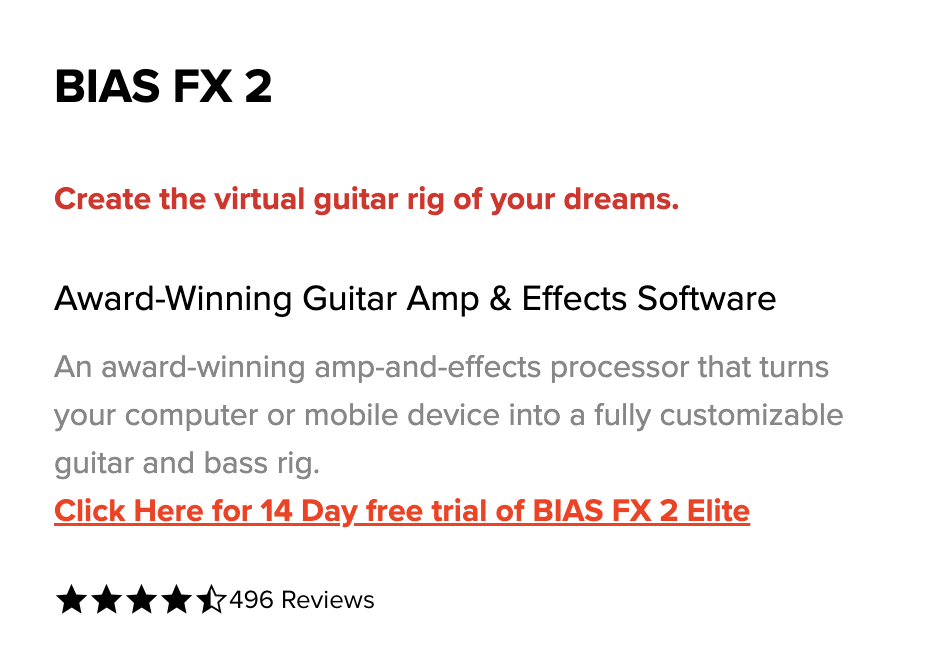 BIAS FX 2
Create the virtual guitar rig of your dreams.
Award-Winning Guitar Amp & Effects Software
An award-winning amp-and-effects processor that turns
your computer or mobile device into a fully customizable
guitar and bass rig.
Click Here for 14 Day free trial of BIAS FX 2 Elite
496 Reviews